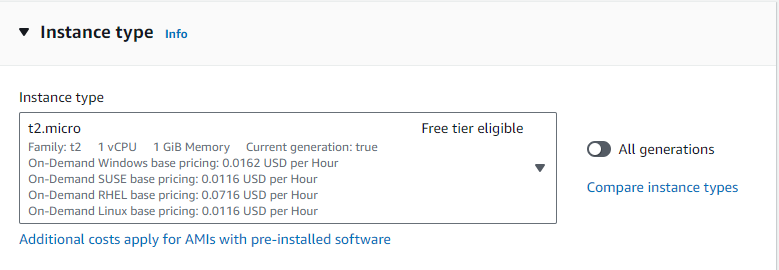 Instance type Info
Instance type
t2.micro Free tier eligible
Family: t2 1 vCPU 1 GiB Memory Current generation: true
On-Demand Windows base pricing: 0.0162 USD per Hour
On-Demand SUSE base pricing: 0.0116 USD per Hour
On-Demand RHEL base pricing: 0.0716 USD per Hour
On-Demand Linux base pricing: 0.0116 USD per Hour
All generations
Compare instance types
Additional costs apply for AMIs with pre-installed software